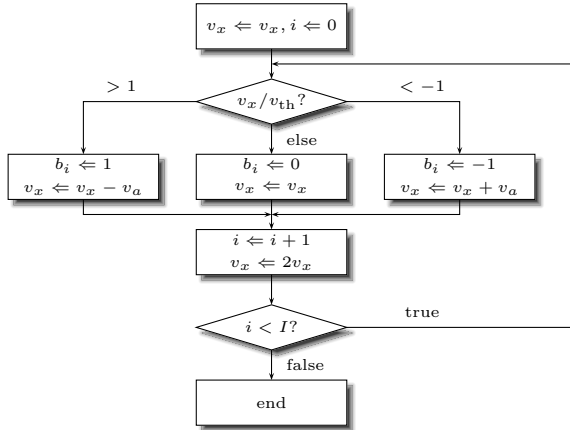 v_x ⇐ v_x, i ⇐ 0
> 1
v_x/v_th?
< −1
else
b_i ⇐ 1
v_x ⇐ v_x − v_a
b_i ⇐ 0
v_x ⇐ v_x
b_i ⇐ −1
v_x ⇐ v_x + v_a
i ⇐ i + 1
v_x ⇐ 2v_x
i < I?
true
false
end